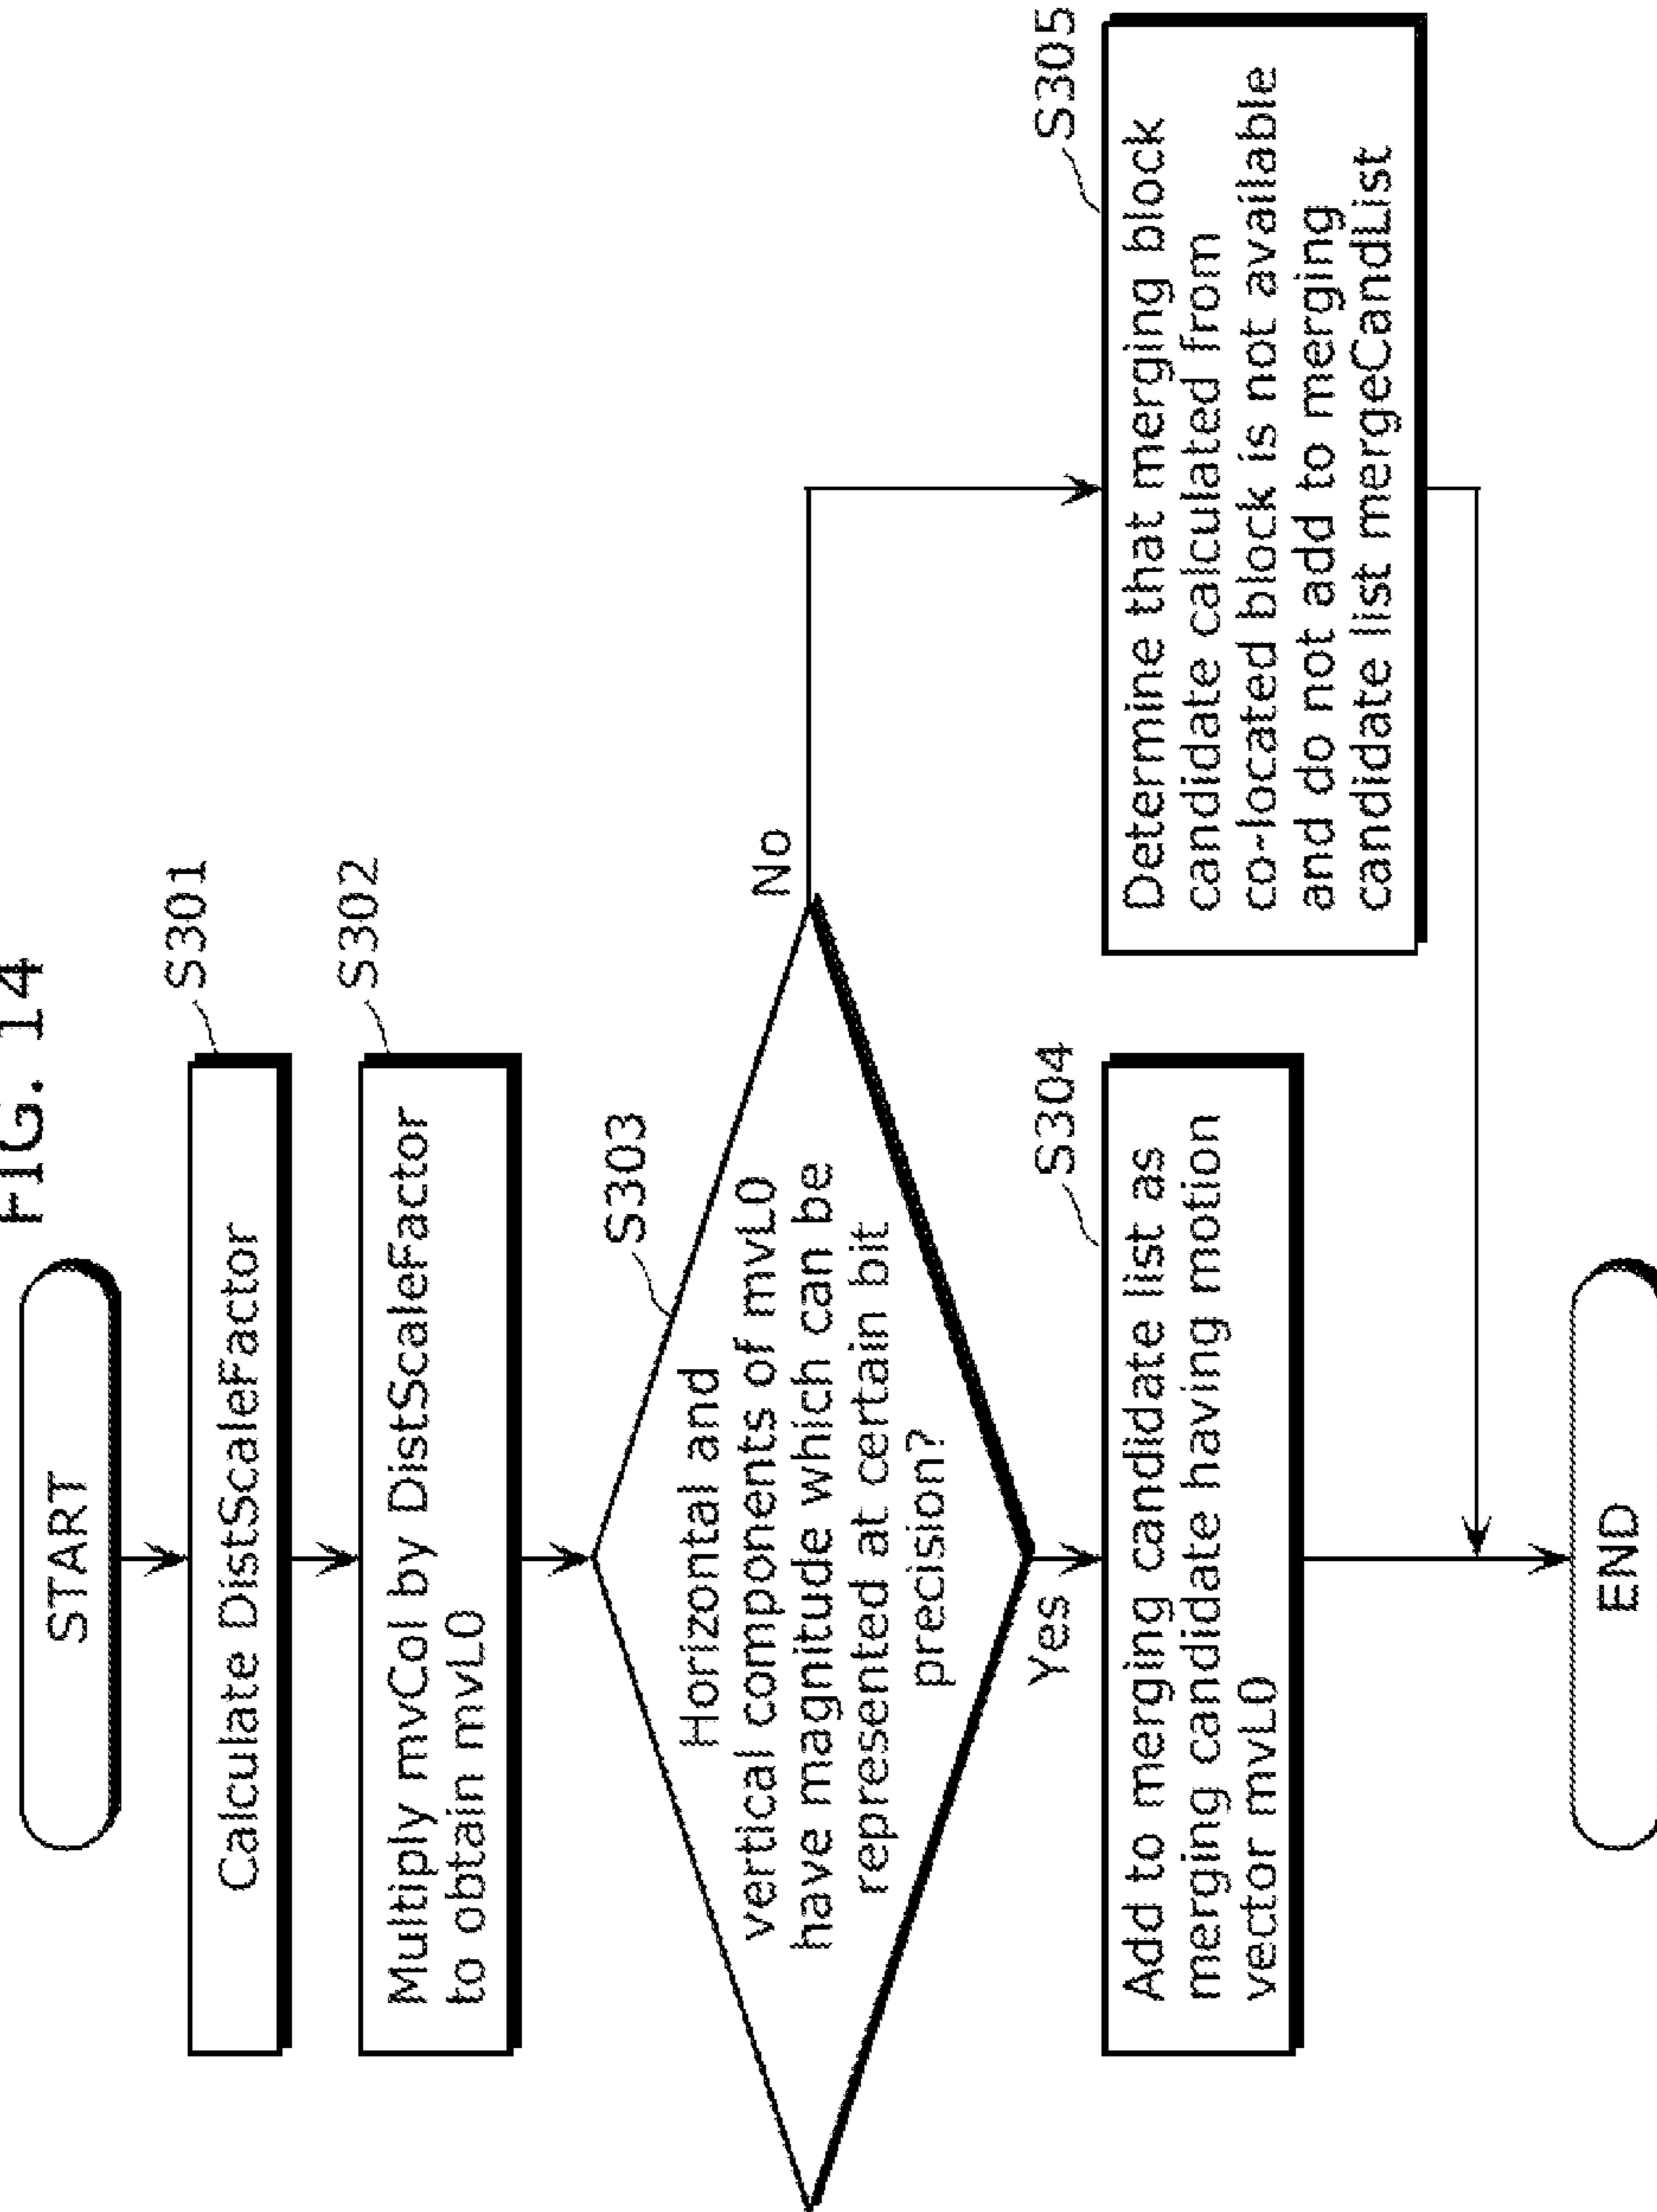 FIG. 14
START
S301
Calculate DistScaleFactor
S302
Multiply mvCol by DistScaleFactor
to obtain mvL0
S303
Horizontal and
vertical components of mvL0
have magnitude which can be
represented at certain bit
precision?
No
Yes
S304
Add to merging candidate list as
merging candidate having motion
vector mvL0
S305
Determine that merging block
candidate calculated from
co-located block is not available
and do not add to merging
candidate list mergeCandList
END